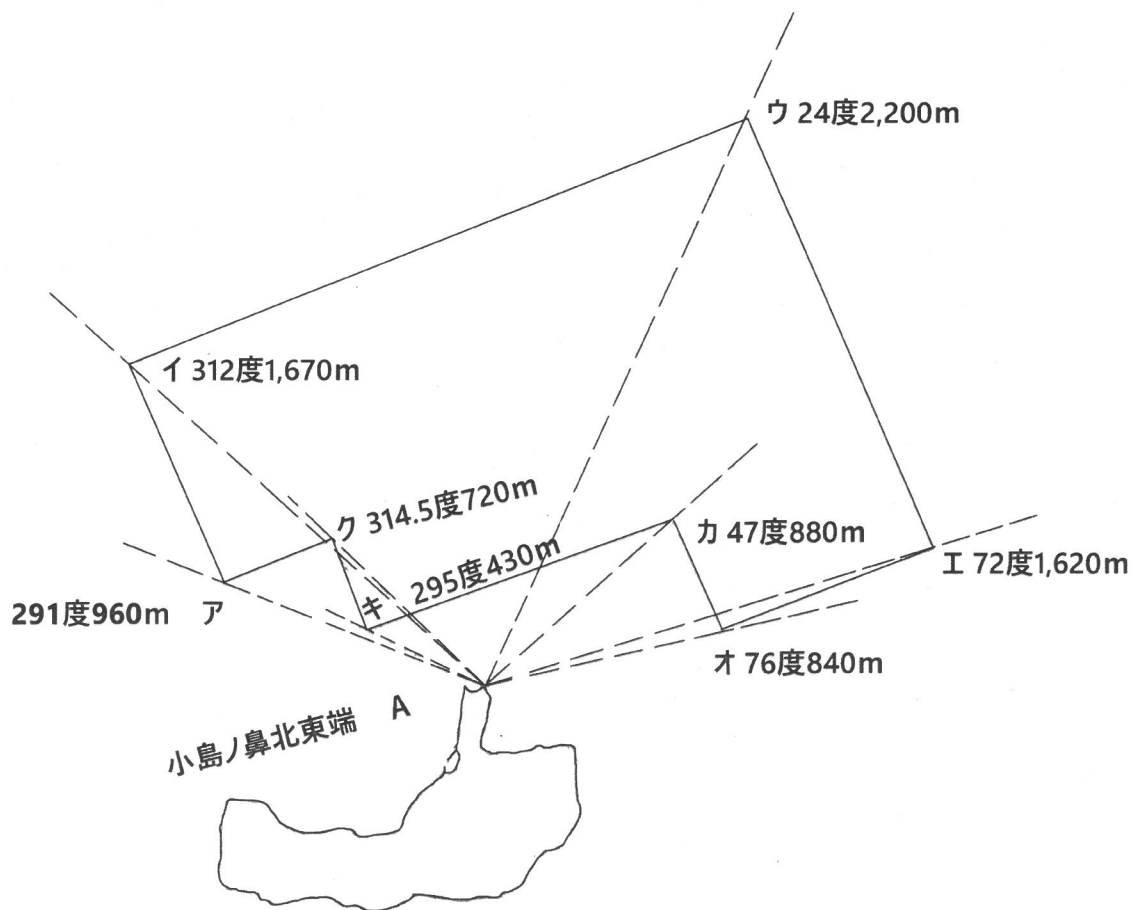 ウ 24度2,200m
イ 312度1,670m
ク 314.5度720m
カ 47度880m
295度430m
キ
エ 72度1,620m
291度960m ア
オ 76度840m
小島ノ鼻北東端 A